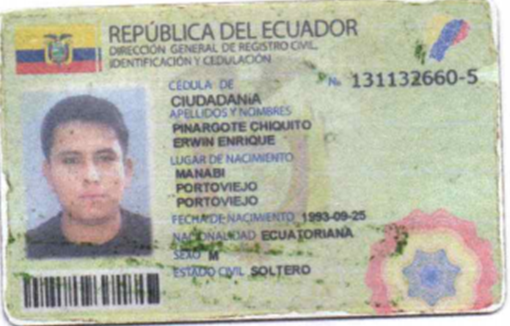 REPÚBLICA DEL ECUADOR
DIRECCIÓN GENERAL DE REGISTRO CIVIL,
IDENTIFICACIÓN Y CEDULACIÓN
CÉDULA DE Nº 131132660-5
CIUDADANÍA
APELLIDOS Y NOMBRES
PINARGOTE CHIQUITO
ERWIN ENRIQUE
LUGAR DE NACIMIENTO
MANABI
PORTOVIEJO
PORTOVIEJO
FECHA DE NACIMIENTO 1993-09-25
NACIONALIDAD ECUATORIANA
SEXO M
ESTADO CIVIL SOLTERO